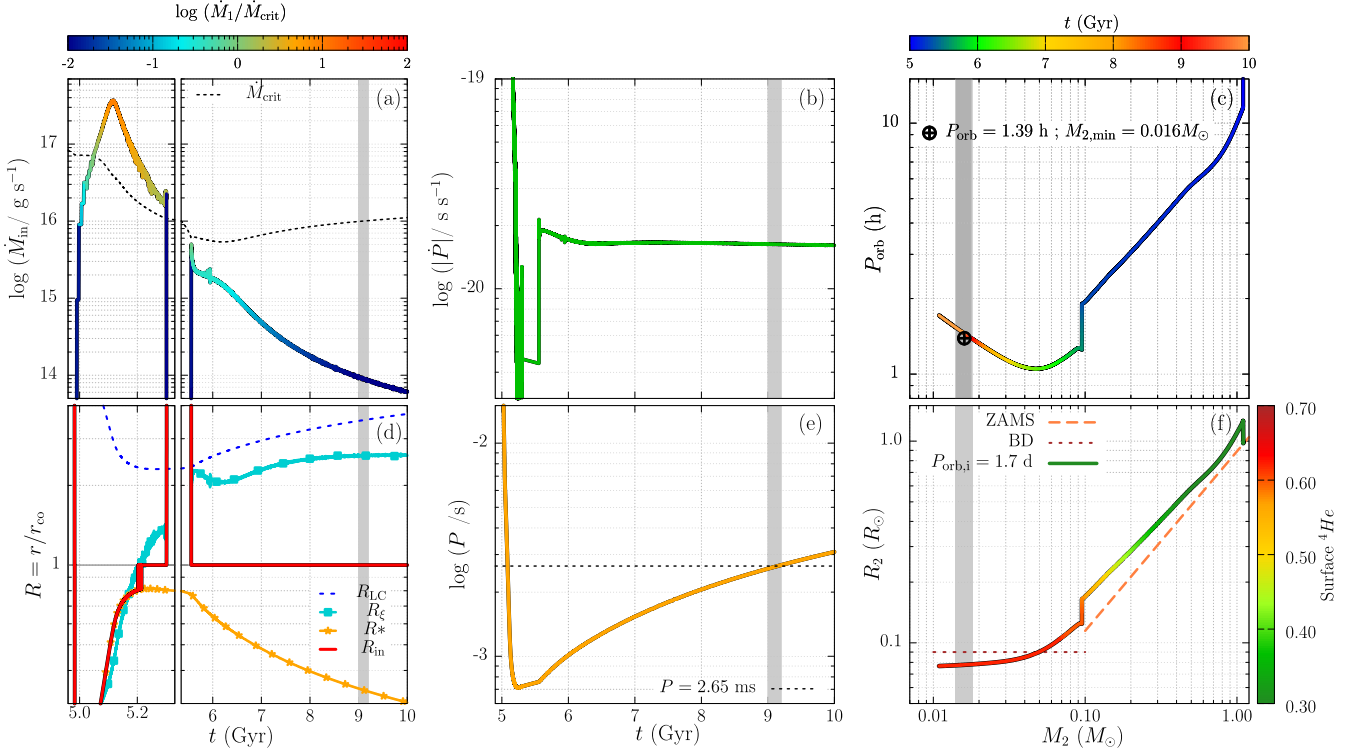 log (Ṁ₁/Ṁcrit)
-2 -1 0 1 2
t (Gyr)
5 6 7 8 9 10
(a)
Ṁcrit
log (Ṁin/ g s⁻¹)
17
16
15
14
(b)
log (|Ṗ|/ s s⁻¹)
-19
-20
(c)
⊕ Porb = 1.39 h ; M2,min = 0.016M⊙
Porb (h)
10
1
(d)
R = r/rco
1
RLC
Rξ
R*
Rin
5.0 5.2 6 7 8 9 10
t (Gyr)
(e)
log (P /s)
-2
-3
P = 2.65 ms
5 6 7 8 9 10
t (Gyr)
(f)
ZAMS
BD
Porb,i = 1.7 d
R₂ (R⊙)
1.0
0.1
0.01 0.10 1.00
M₂ (M⊙)
0.70
0.60
0.50
0.40
0.30
Surface ⁴He